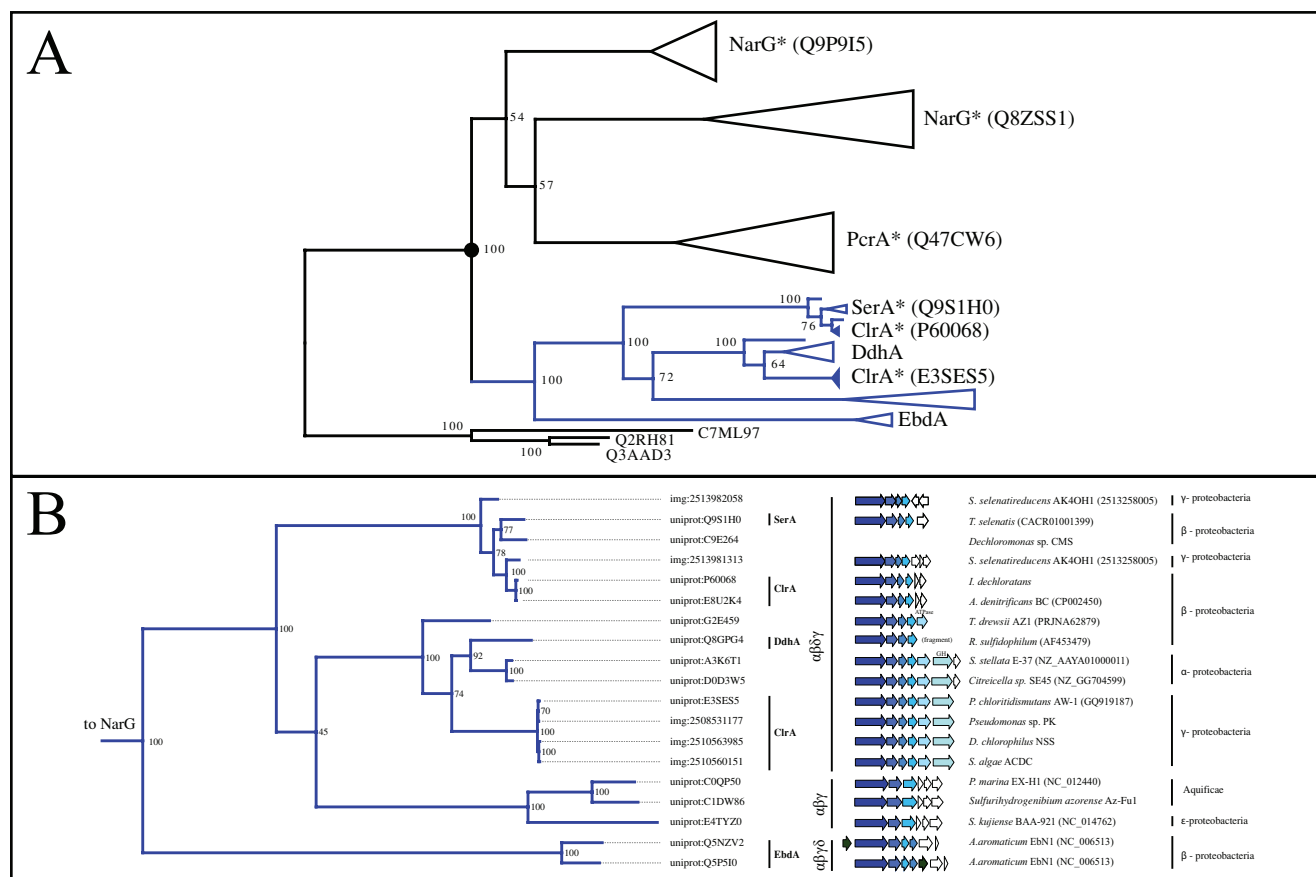 A
NarG* (Q9P9I5)
54
NarG* (Q8ZSS1)
57
PcrA* (Q47CW6)
100
100
SerA* (Q9S1H0)
76
ClrA* (P60068)
100
100
DdhA
64
72
ClrA* (E3SES5)
100
EbdA
100
C7ML97
Q2RH81
100
Q3AAD3
B
to NarG
100
100
100
77
78
100
100
45
100
92
100
74
70
100
100
100
100
100
img:2513982058
uniprot:Q9S1H0
uniprot:C9E264
img:2513981313
uniprot:P60068
uniprot:E8U2K4
uniprot:G2E459
uniprot:Q8GPG4
uniprot:A3K6T1
uniprot:D0D3W5
uniprot:E3SES5
img:2508531177
img:2510563985
img:2510560151
uniprot:C0QP50
uniprot:C1DW86
uniprot:E4TYZ0
uniprot:Q5NZV2
uniprot:Q5P5I0
SerA
ClrA
DdhA
ClrA
EbdA
αβδγ
αβγ
αβγδ
ATPase
(fragment)
GH
S. selenatireducens AK4OH1 (2513258005)
T. selenatis (CACR01001399)
Dechloromonas sp. CMS
S. selenatireducens AK4OH1 (2513258005)
I. dechloratans
A. denitrificans BC (CP002450)
T. drewsii AZ1 (PRJNA62879)
R. sulfidophilum (AF453479)
S. stellata E-37 (NZ_AAYA01000011)
Citreicella sp. SE45 (NZ_GG704599)
P. chloritidismutans AW-1 (GQ919187)
Pseudomonas sp. PK
D. chlorophilus NSS
S. algae ACDC
P. marina EX-H1 (NC_012440)
Sulfurihydrogenibium azorense Az-Fu1
S. kujiense BAA-921 (NC_014762)
A.aromaticum EbN1 (NC_006513)
A.aromaticum EbN1 (NC_006513)
γ- proteobacteria
β - proteobacteria
γ- proteobacteria
β - proteobacteria
α- proteobacteria
γ- proteobacteria
Aquificae
ε-proteobacteria
β - proteobacteria